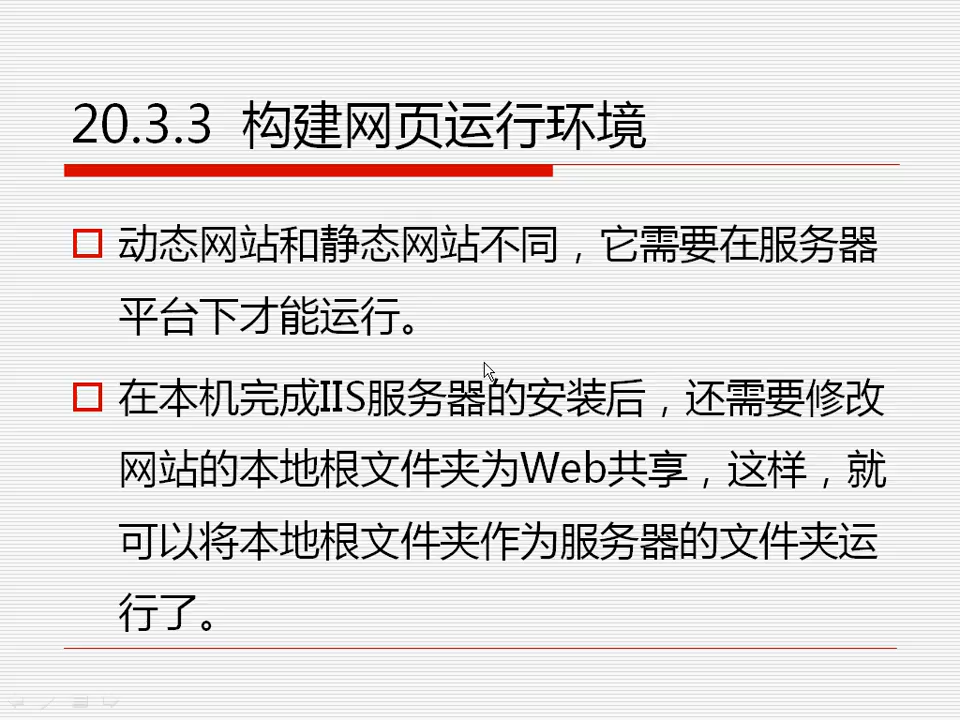 20.3.3 构建网页运行环境
动态网站和静态网站不同，它需要在服务器
平台下才能运行。
在本机完成IIS服务器的安装后，还需要修改
网站的本地根文件夹为Web共享，这样，就
可以将本地根文件夹作为服务器的文件夹运
行了。